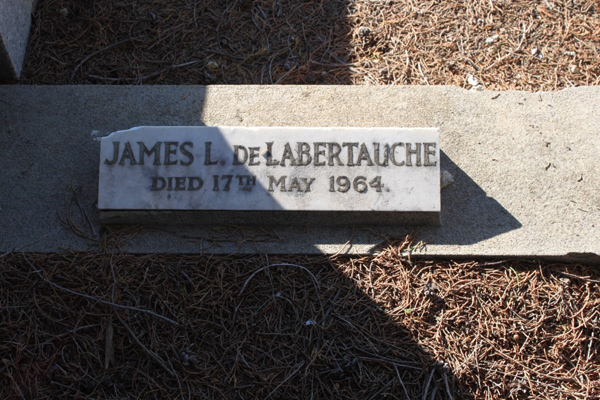 JAMES L. DE LABERTAUCHE
DIED 17TH MAY 1964.